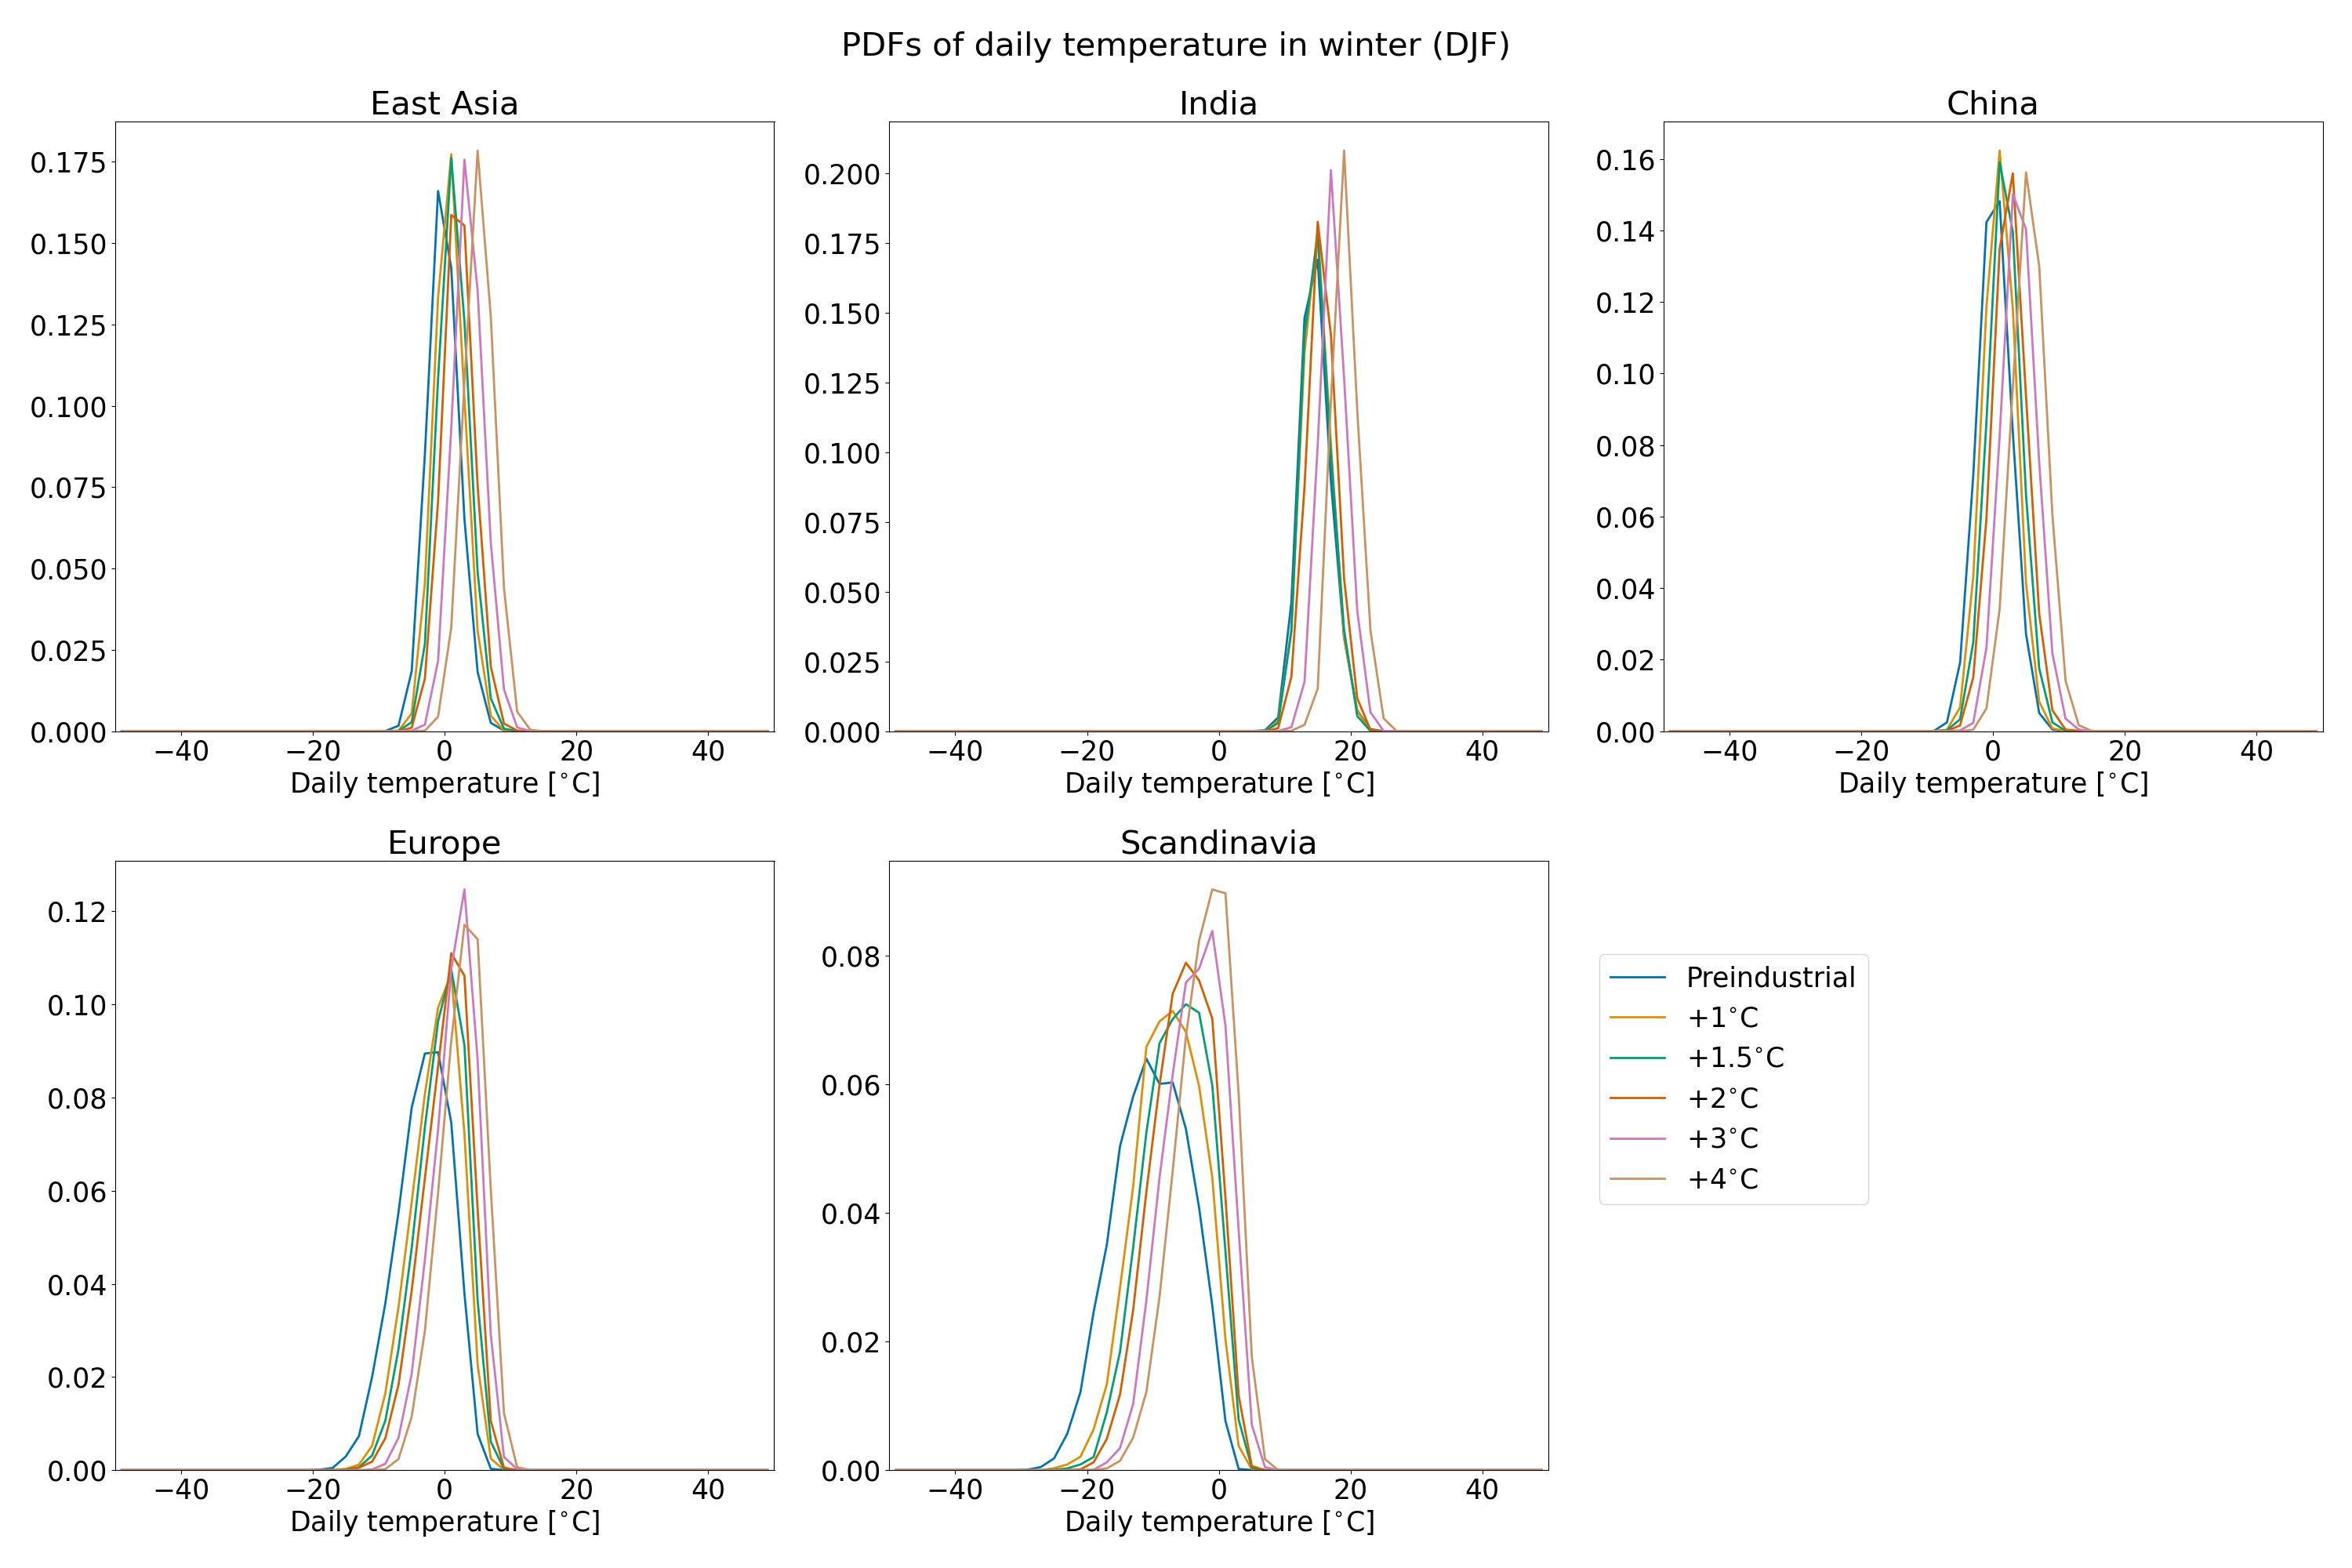 PDFs of daily temperature in winter (DJF)
East Asia
0.175
0.150
0.125
0.100
0.075
0.050
0.025
0.000
−40 −20 0 20 40
Daily temperature [°C]
India
0.200
0.175
0.150
0.125
0.100
0.075
0.050
0.025
0.000
−40 −20 0 20 40
Daily temperature [°C]
China
0.16
0.14
0.12
0.10
0.08
0.06
0.04
0.02
0.00
−40 −20 0 20 40
Daily temperature [°C]
Europe
0.12
0.10
0.08
0.06
0.04
0.02
0.00
−40 −20 0 20 40
Daily temperature [°C]
Scandinavia
0.08
0.06
0.04
0.02
0.00
−40 −20 0 20 40
Daily temperature [°C]
Preindustrial
+1°C
+1.5°C
+2°C
+3°C
+4°C